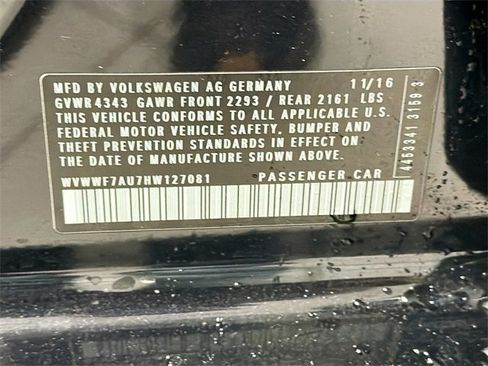 MFD BY VOLKSWAGEN AG GERMANY 11/16
GVWR4343 GAWR FRONT 2293 / REAR 2161 LBS
THIS VEHICLE CONFORMS TO ALL APPLICABLE U.S.
FEDERAL MOTOR VEHICLE SAFETY, BUMPER AND
THEFT PREVENTION STANDARDS IN EFFECT ON THE
DATE OF MANUFACTURE SHOWN ABOVE
WVWWF7AU7HW127081 PASSENGER CAR
4463341 3159 3